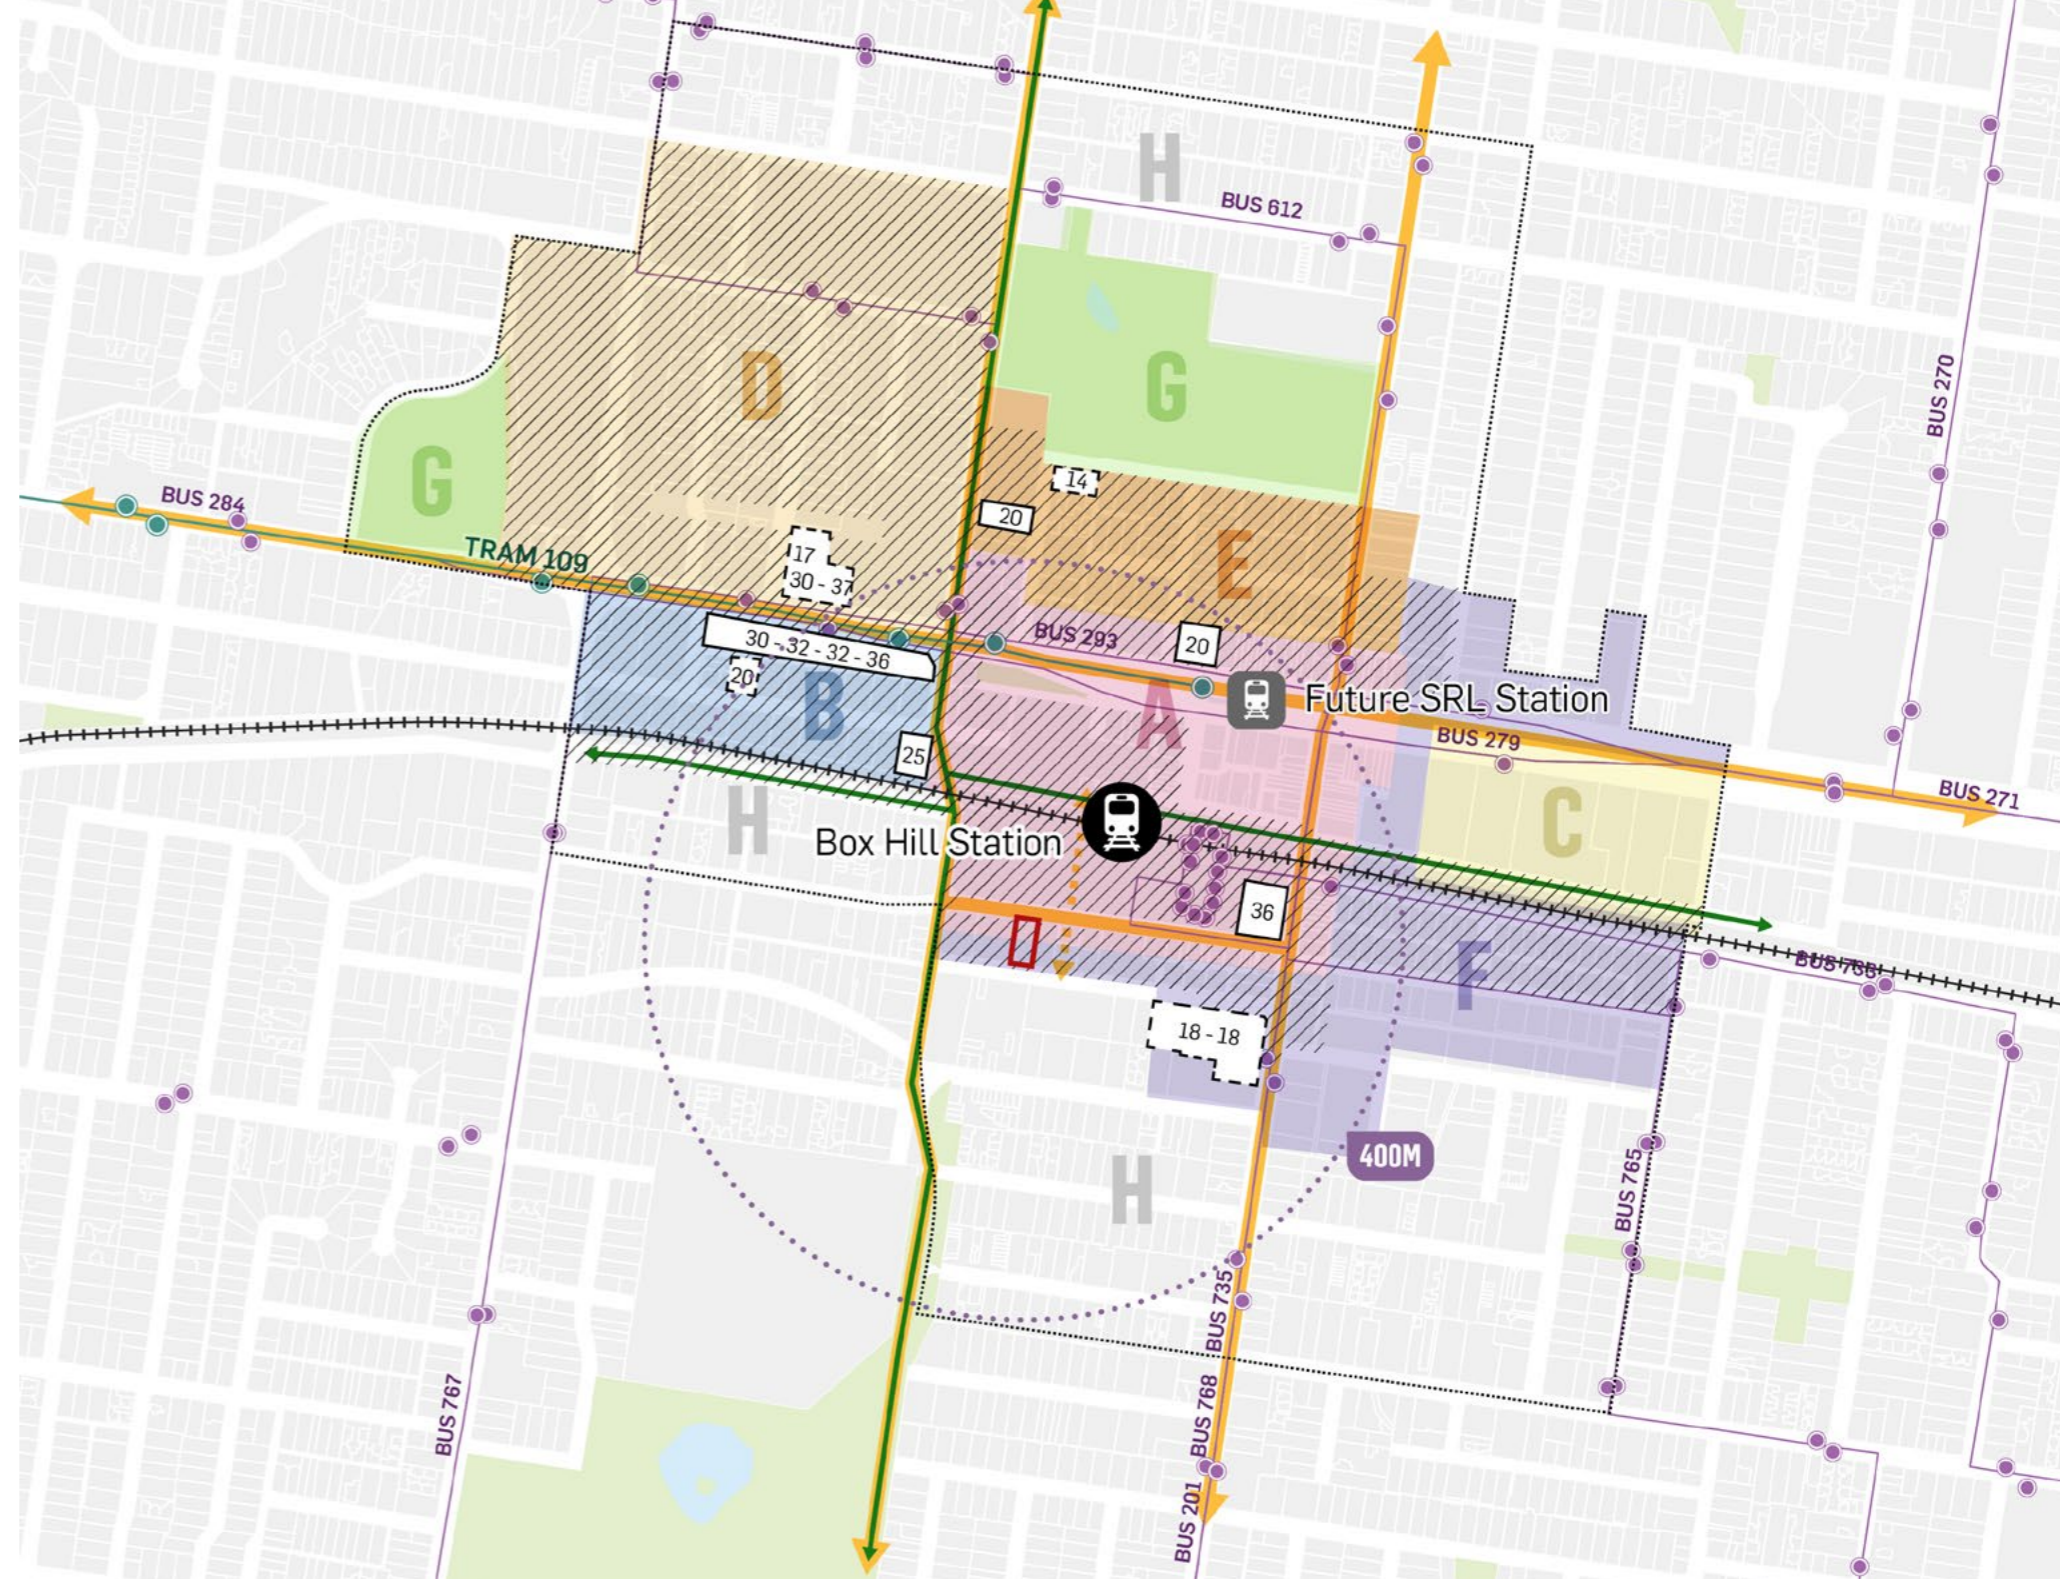 H
BUS 612
D
G
G
BUS 270
14
BUS 284
20
TRAM 109
17
30 - 37
E
30 - 32 - 32 - 36
BUS 293
20
20
B
A
Future SRL Station
25
BUS 279
BUS 271
H
Box Hill Station
C
36
F
BUS 733
18 - 18
400M
H
BUS 765
BUS 735
BUS 767
BUS 768
BUS 201